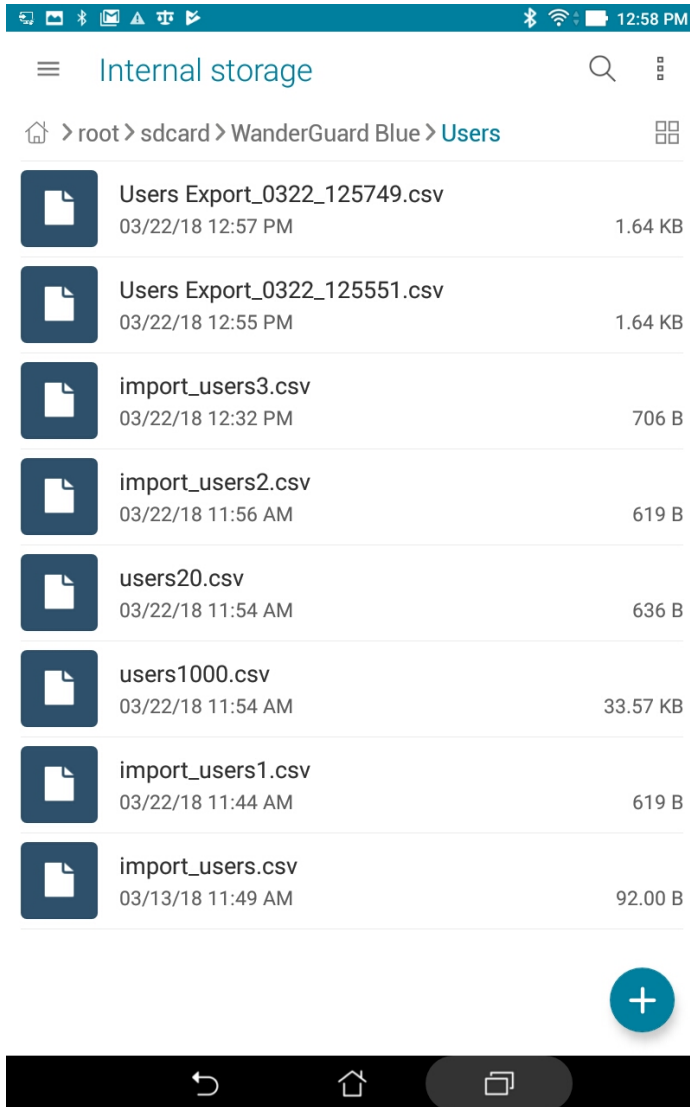 12:58 PM
Internal storage
root > sdcard > WanderGuard Blue > Users
Users Export_0322_125749.csv
03/22/18 12:57 PM 1.64 KB
Users Export_0322_125551.csv
03/22/18 12:55 PM 1.64 KB
import_users3.csv
03/22/18 12:32 PM 706 B
import_users2.csv
03/22/18 11:56 AM 619 B
users20.csv
03/22/18 11:54 AM 636 B
users1000.csv
03/22/18 11:54 AM 33.57 KB
import_users1.csv
03/22/18 11:44 AM 619 B
import_users.csv
03/13/18 11:49 AM 92.00 B